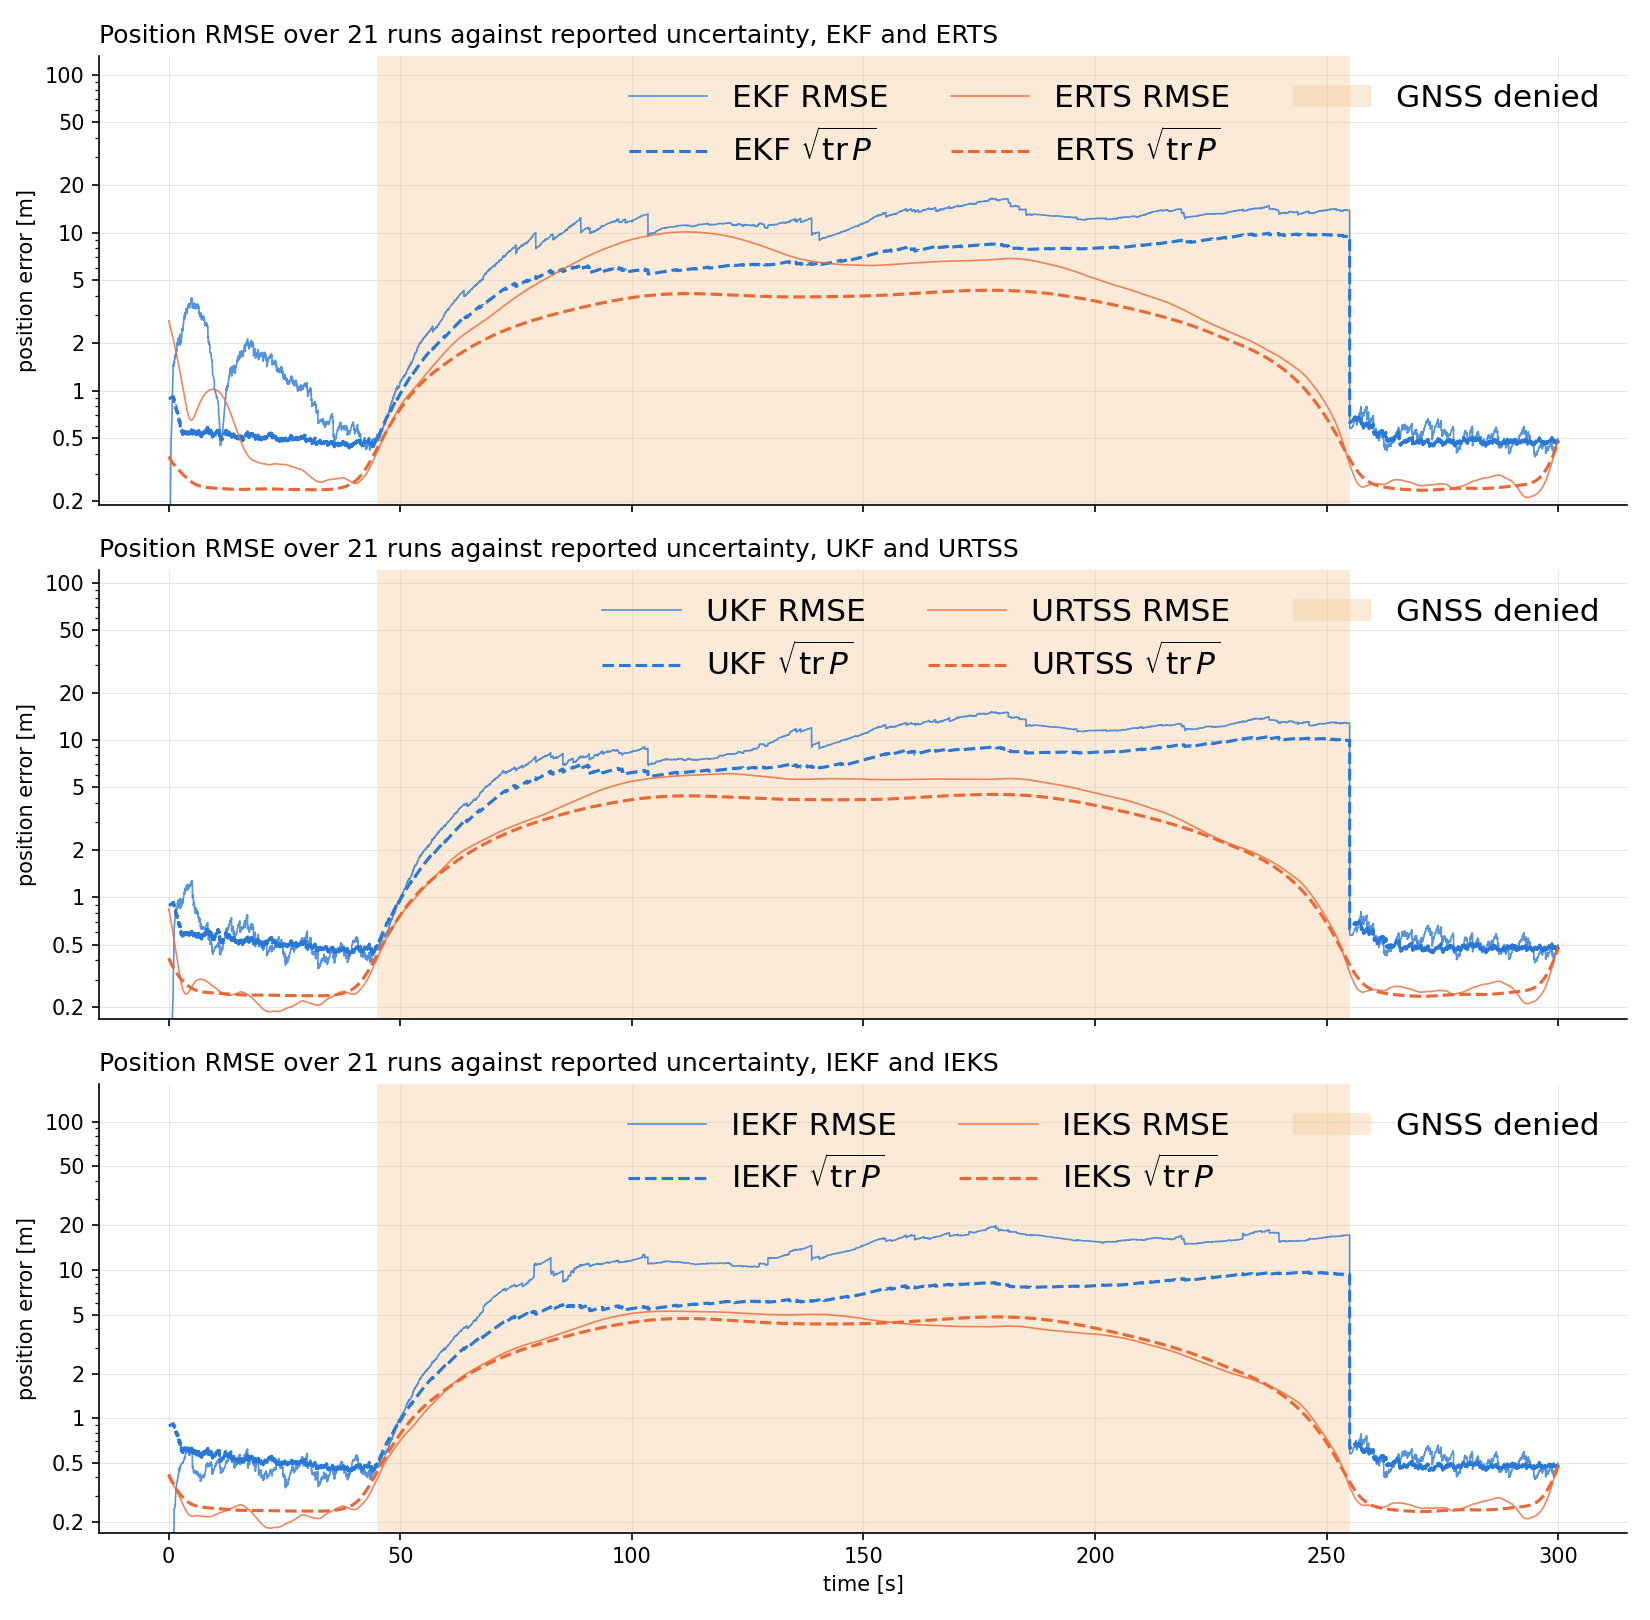 Position RMSE over 21 runs against reported uncertainty, EKF and ERTS
position error [m]
100
50
20
10
5
2
1
0.5
0.2
EKF RMSE
EKF √tr P
ERTS RMSE
ERTS √tr P
GNSS denied
Position RMSE over 21 runs against reported uncertainty, UKF and URTSS
position error [m]
100
50
20
10
5
2
1
0.5
0.2
UKF RMSE
UKF √tr P
URTSS RMSE
URTSS √tr P
GNSS denied
Position RMSE over 21 runs against reported uncertainty, IEKF and IEKS
position error [m]
100
50
20
10
5
2
1
0.5
0.2
IEKF RMSE
IEKF √tr P
IEKS RMSE
IEKS √tr P
GNSS denied
0 50 100 150 200 250 300
time [s]